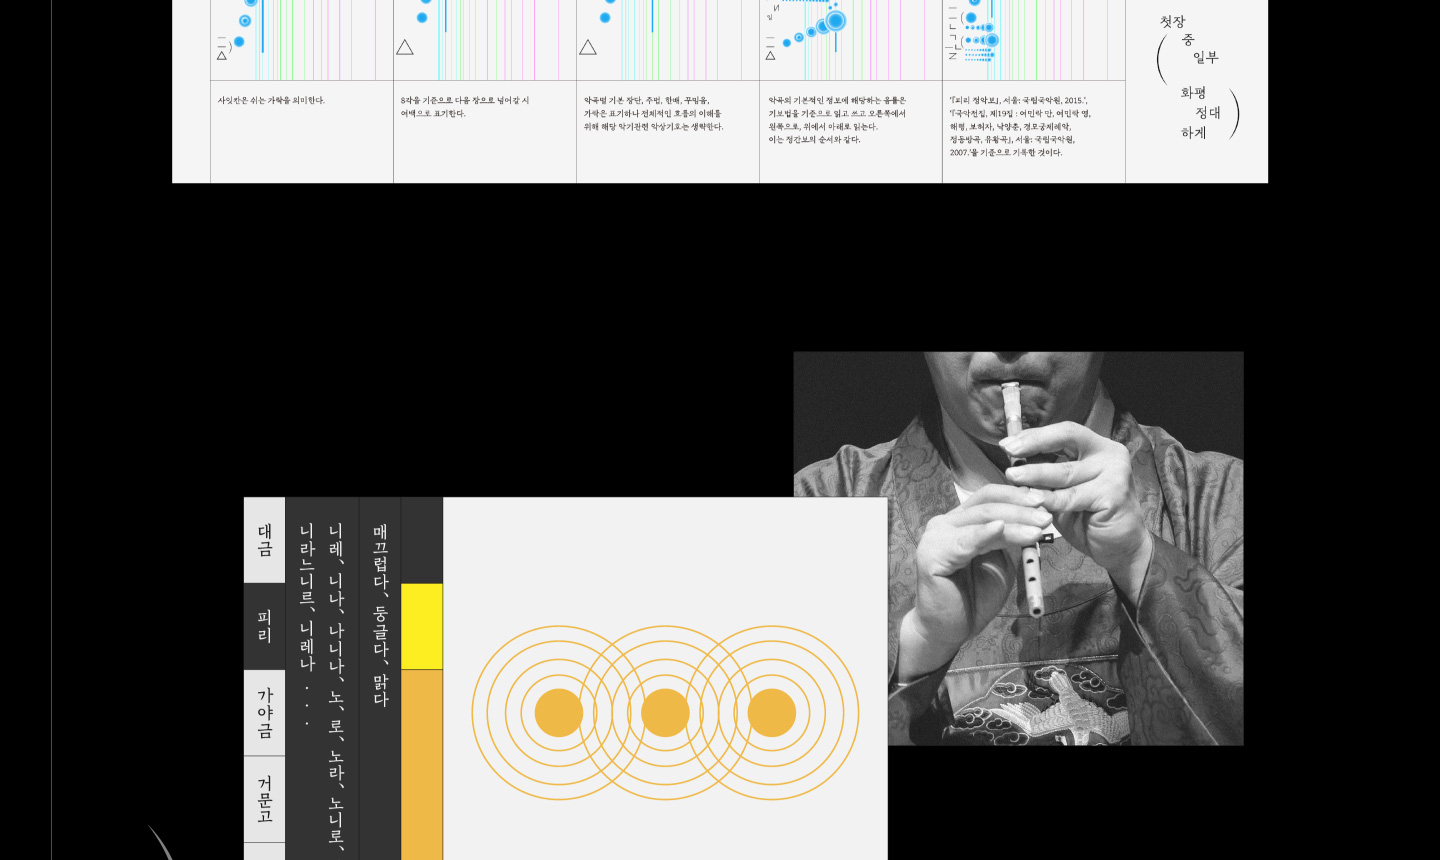 사잇칸은 쉬는 가락을 의미한다.
8각을 기준으로 다음 장으로 넘어갈 시
여백으로 표기한다.
악곡별 기본 장단, 주법, 한배, 꾸밈음,
가락은 표기하나 전체적인 흐름의 이해를
위해 해당 악기관련 악상기호는 생략한다.
악곡의 기본적인 정보에 해당하는 율들은
기보법을 기준으로 읽고 쓰고 오른쪽에서
왼쪽으로, 위에서 아래로 읽는다.
이는 정간보의 순서와 같다.
'『피리 정악보』, 서울: 국립국악원, 2015.',
'『국악전집, 제19집 : 여민락 만, 여민락 령,
해령, 보허자, 낙양춘, 경모궁제례악,
정동방곡, 유황곡』, 서울: 국립국악원,
2007.'을 기준으로 기록한 것이다.
첫장
중
일부
화평
정대
하게
매끄럽다、둥글다、맑다
니레、니나、나니나、노、로、노라、노니로、
니라느니르、니레나 . . .
대금
피리
가야금
거문고